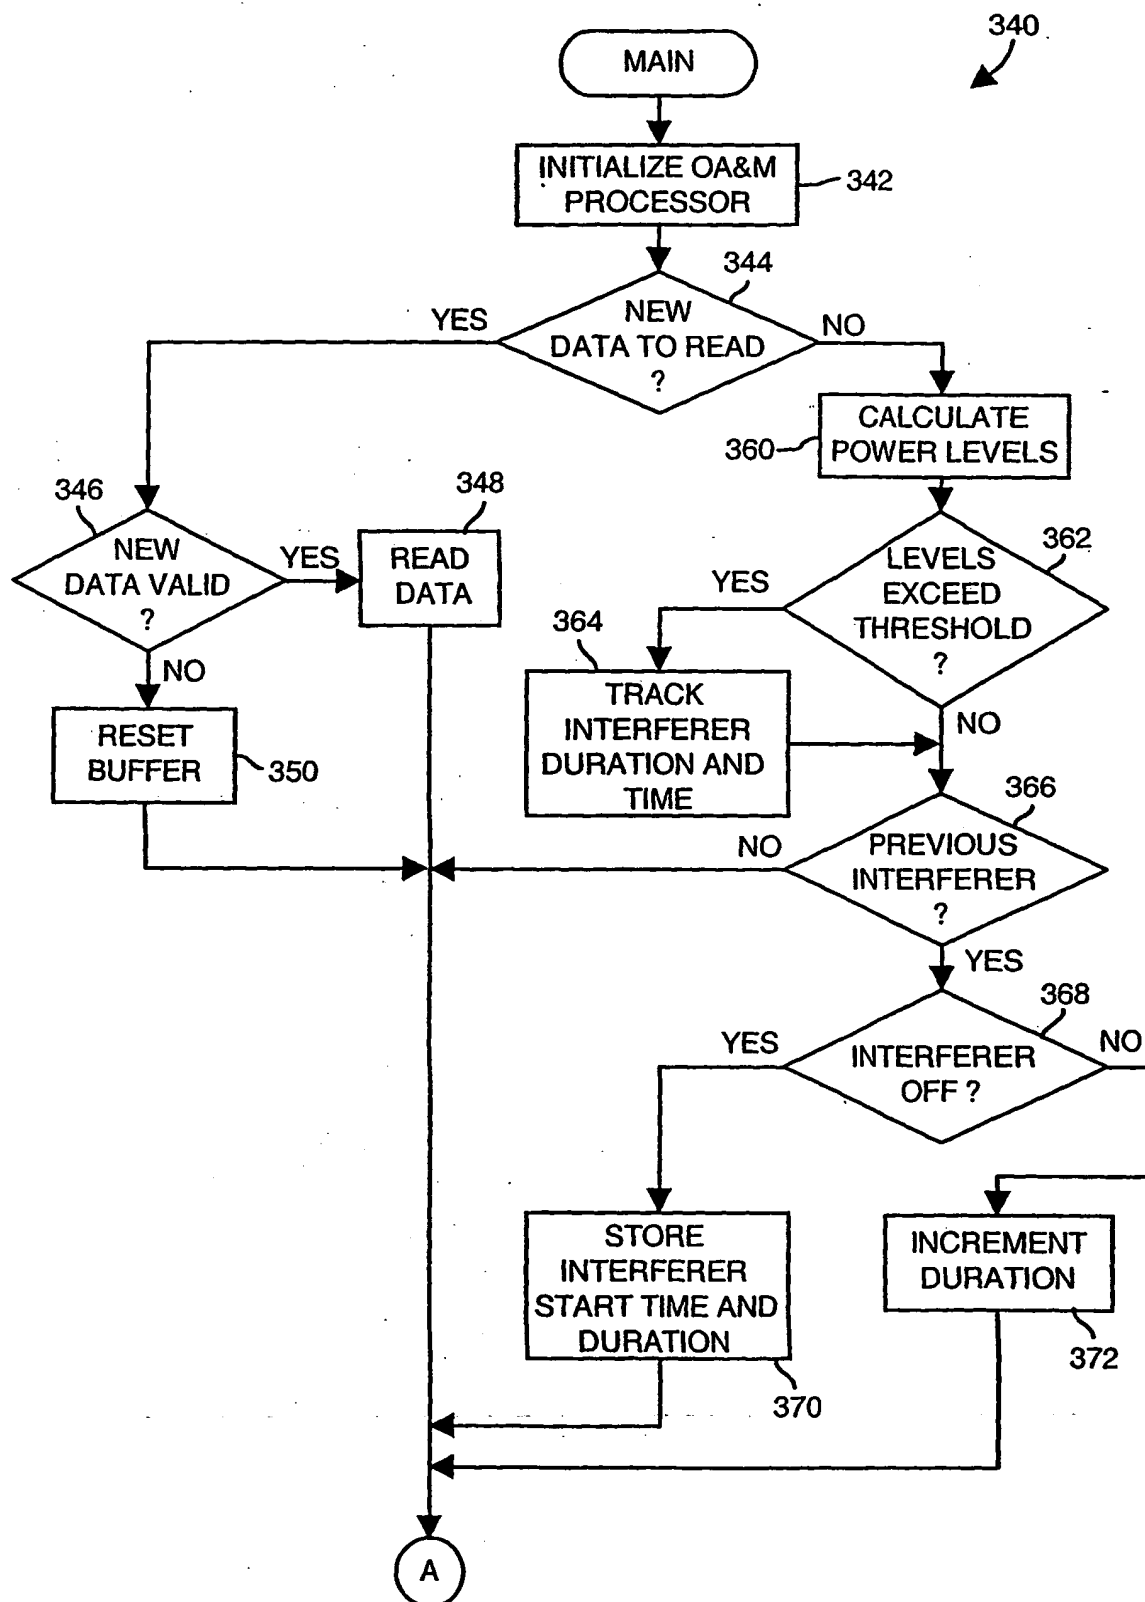 340
MAIN
INITIALIZE OA&M
PROCESSOR
342
344
NEW
DATA TO READ
?
YES
NO
CALCULATE
POWER LEVELS
360
346
NEW
DATA VALID
?
YES
348
READ
DATA
NO
RESET
BUFFER
350
362
LEVELS
EXCEED
THRESHOLD
?
YES
NO
364
TRACK
INTERFERER
DURATION AND
TIME
366
PREVIOUS
INTERFERER
?
NO
YES
368
INTERFERER
OFF ?
YES
NO
STORE
INTERFERER
START TIME AND
DURATION
370
INCREMENT
DURATION
372
A